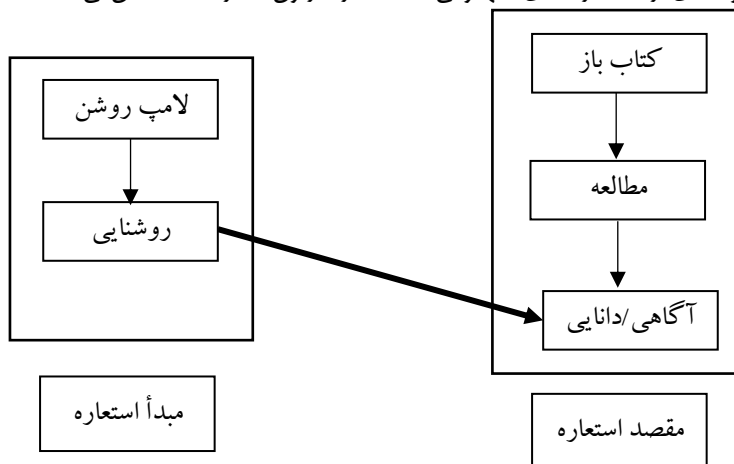 کتاب باز
مطالعه
آگاهی/دانایی
مقصد استعاره
لامپ روشن
روشنایی
مبدأ استعاره